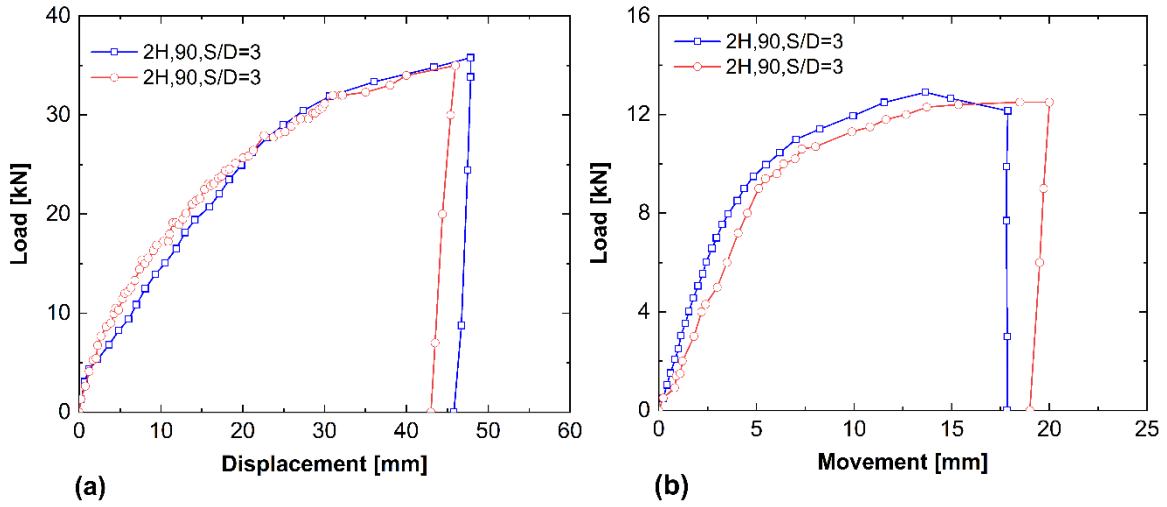 40
30
20
10
0
Load [kN]
2H,90,S/D=3
2H,90,S/D=3
0 10 20 30 40 50 60
Displacement [mm]
(a)
16
12
8
4
0
Load [kN]
2H,90,S/D=3
2H,90,S/D=3
0 5 10 15 20 25
Movement [mm]
(b)